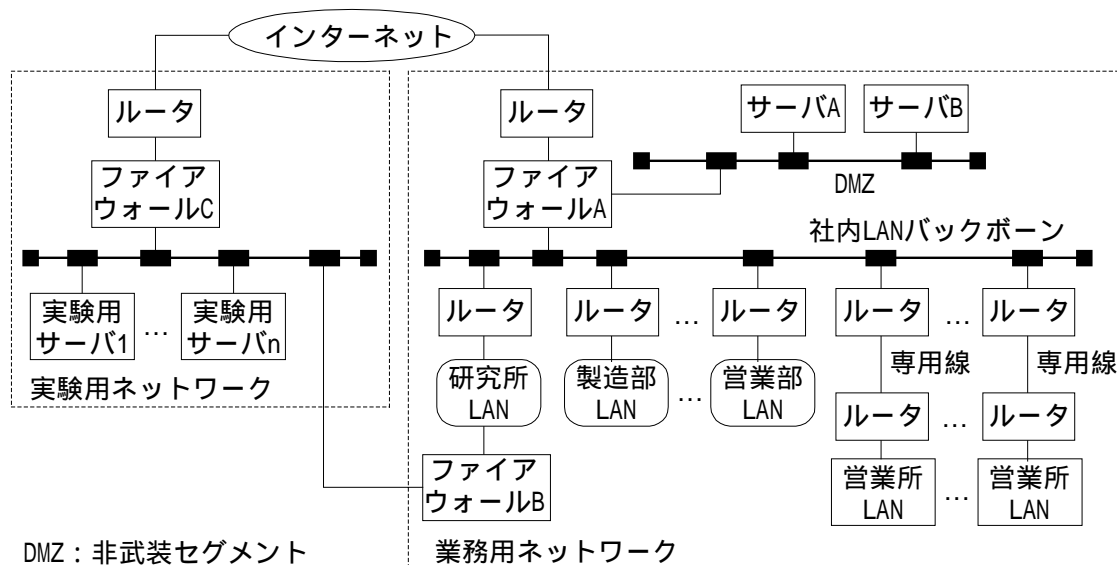 インターネット
ルータ
ファイア
ウォールC
実験用
サーバ1
…
実験用
サーバn
実験用ネットワーク
ルータ
ファイア
ウォールA
サーバA
サーバB
DMZ
社内LANバックボーン
ルータ
ルータ
…
ルータ
ルータ
…
ルータ
専用線
専用線
研究所
LAN
製造部
LAN
…
営業部
LAN
ルータ
…
ルータ
ファイア
ウォールB
営業所
LAN
…
営業所
LAN
DMZ：非武装セグメント
業務用ネットワーク